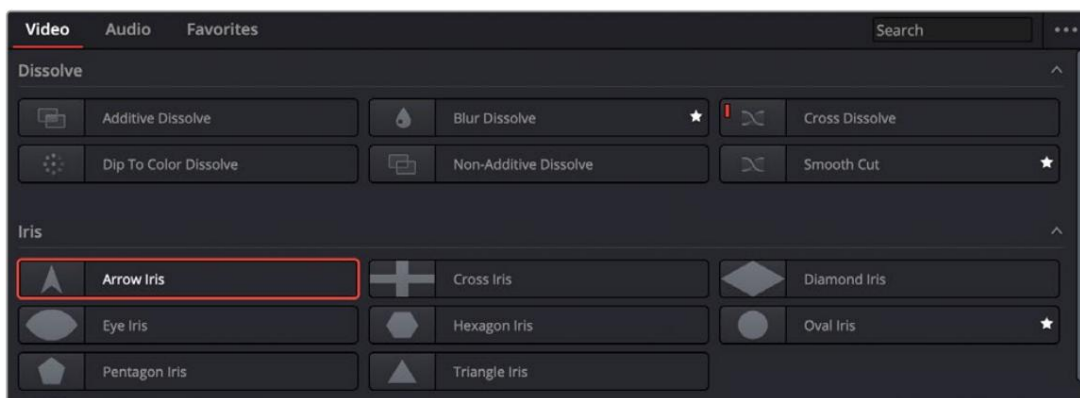 Video Audio Favorites Search
Dissolve
Additive Dissolve Blur Dissolve Cross Dissolve
Dip To Color Dissolve Non-Additive Dissolve Smooth Cut
Iris
Arrow Iris Cross Iris Diamond Iris
Eye Iris Hexagon Iris Oval Iris
Pentagon Iris Triangle Iris